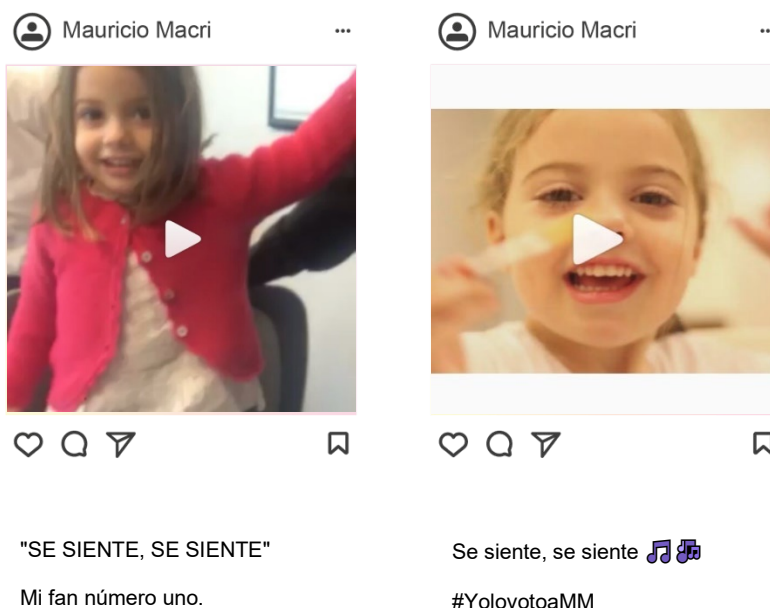 Mauricio Macri
"SE SIENTE, SE SIENTE"
Mi fan número uno.
Mauricio Macri
Se siente, se siente 🎵🎶
#YolovotoaMM